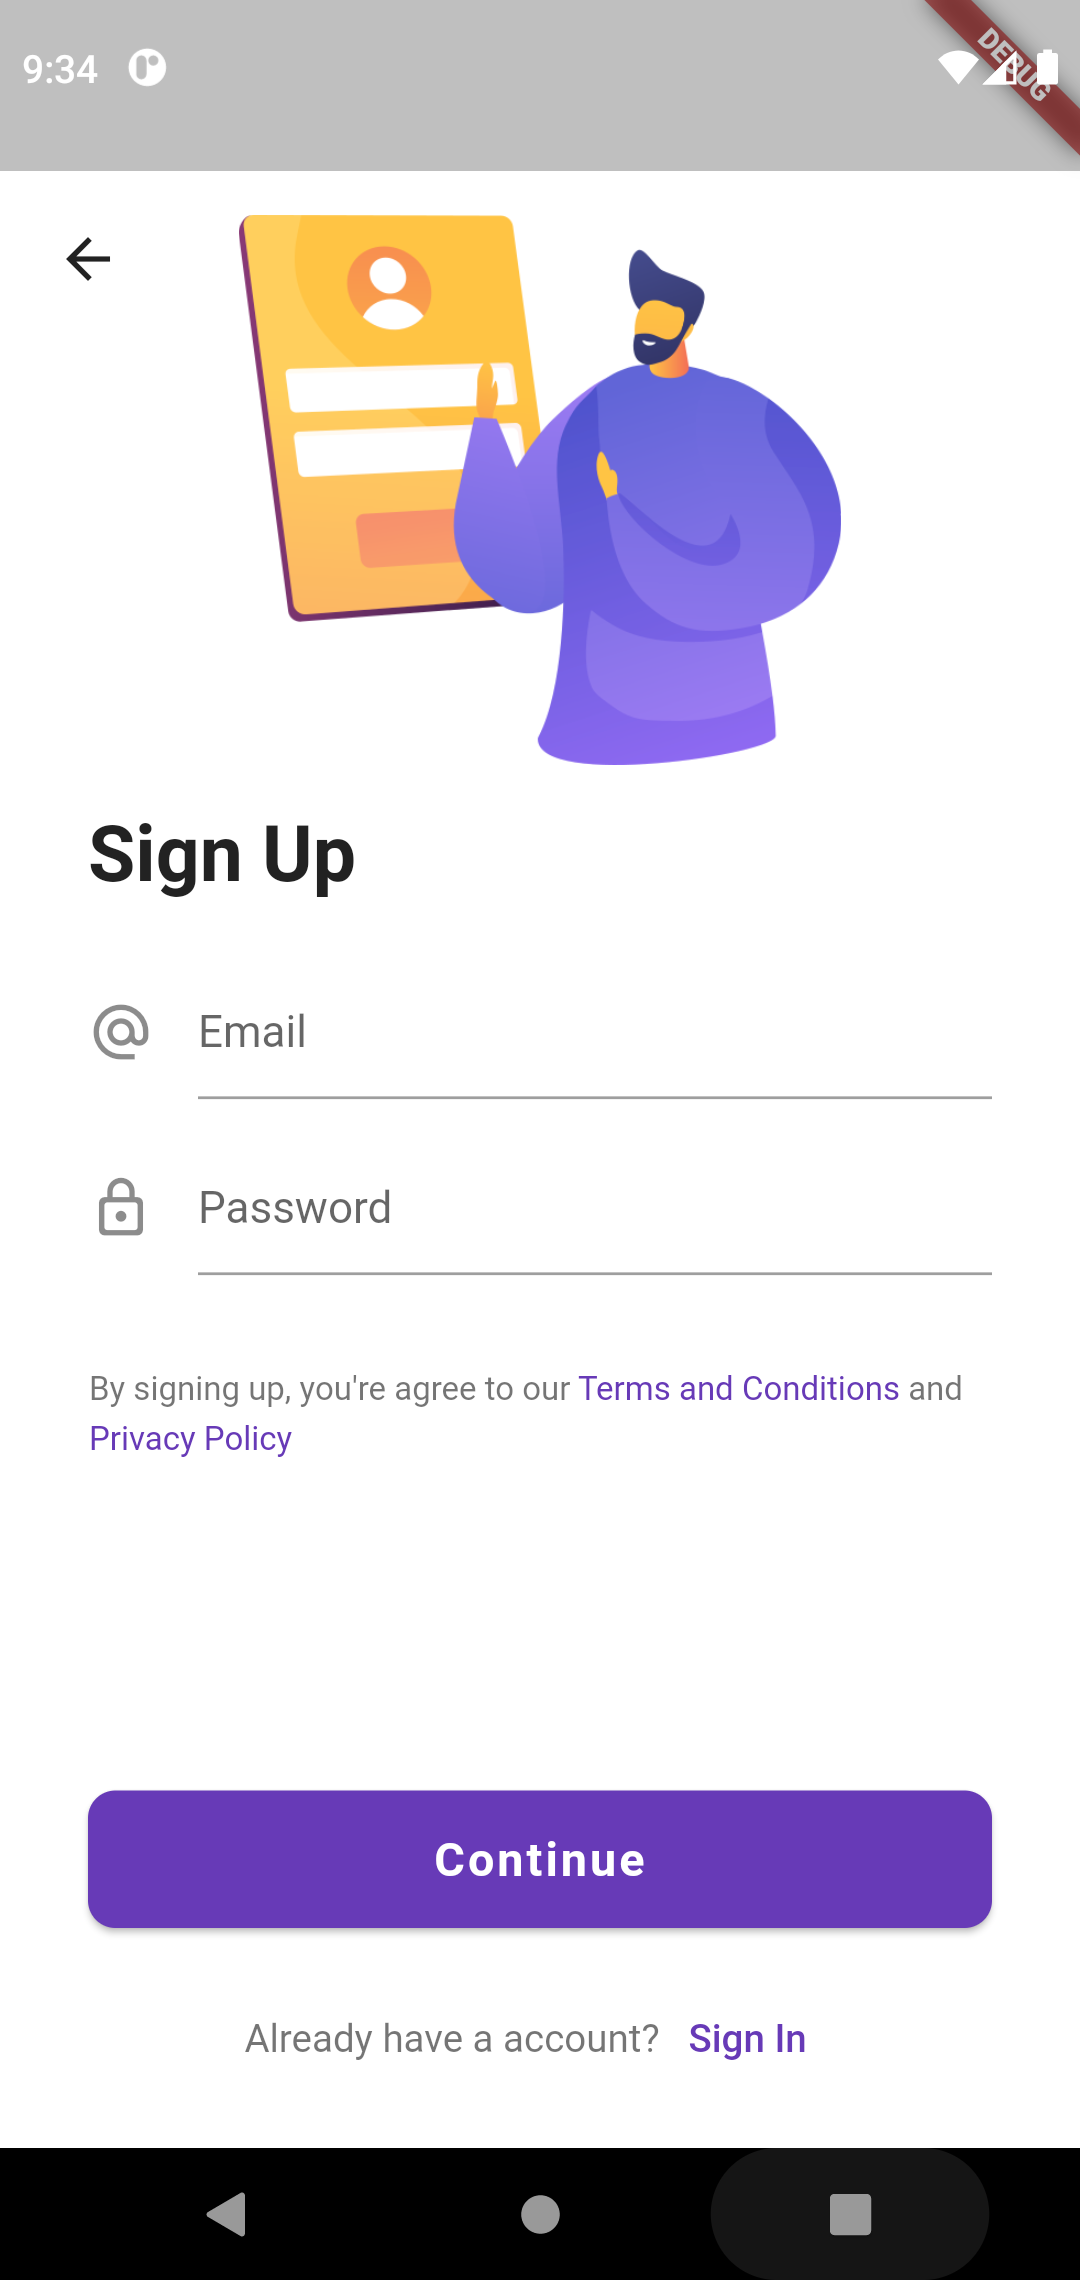 9:34
DEBUG
Sign Up
Email
Password
By signing up, you're agree to our Terms and Conditions and
Privacy Policy
Continue
Already have a account? Sign In